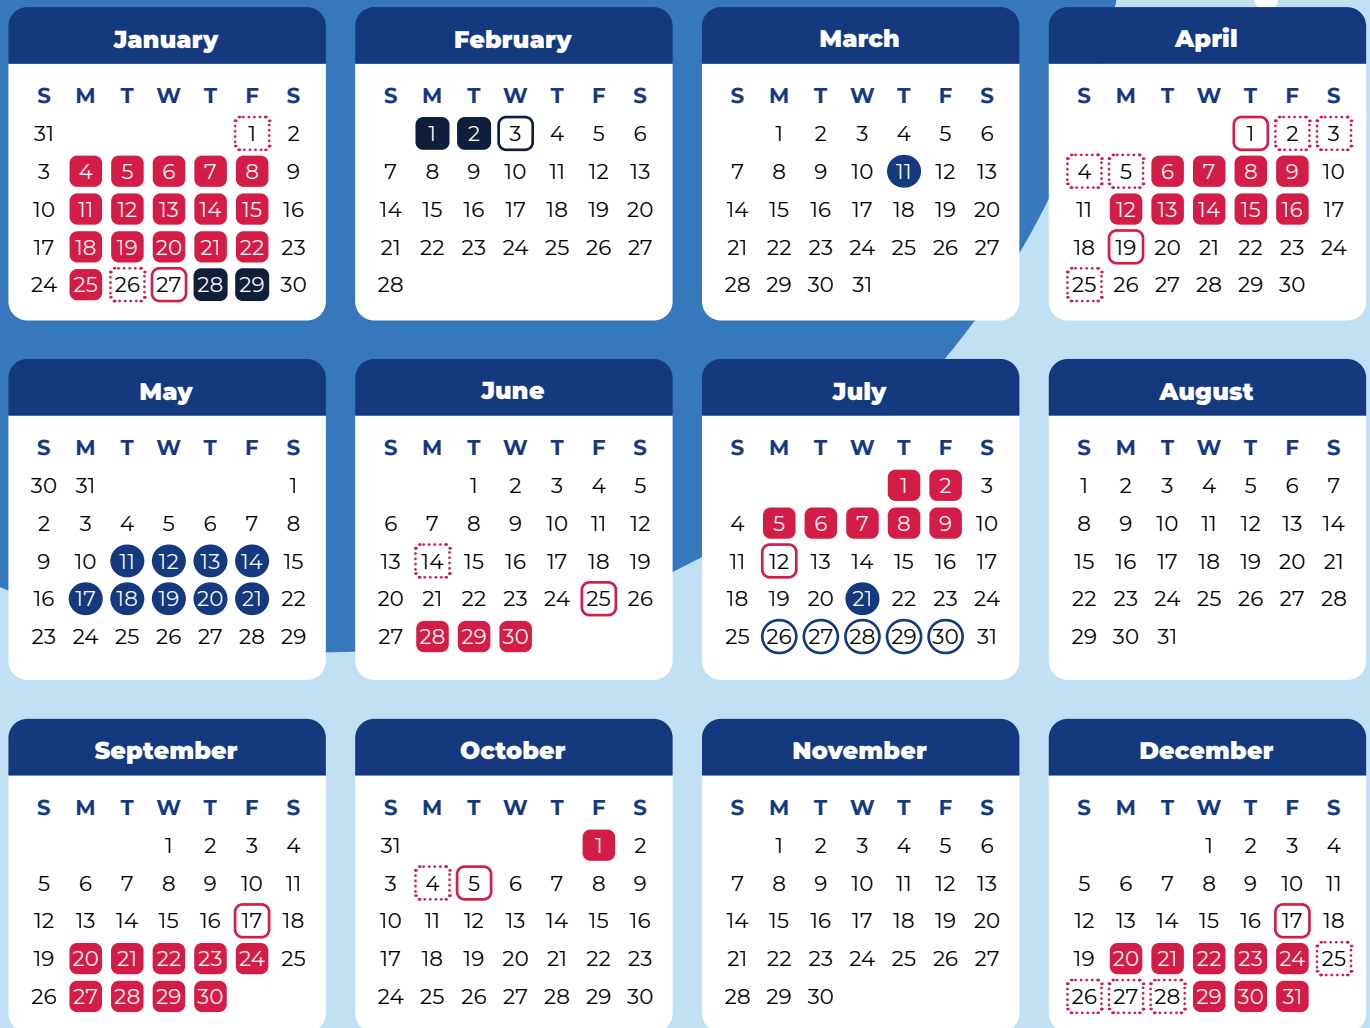 January
S M T W T F S
31 1 2
3 4 5 6 7 8 9
10 11 12 13 14 15 16
17 18 19 20 21 22 23
24 25 26 27 28 29 30
February
S M T W T F S
1 2 3 4 5 6
7 8 9 10 11 12 13
14 15 16 17 18 19 20
21 22 23 24 25 26 27
28
March
S M T W T F S
1 2 3 4 5 6
7 8 9 10 11 12 13
14 15 16 17 18 19 20
21 22 23 24 25 26 27
28 29 30 31
April
S M T W T F S
1 2 3
4 5 6 7 8 9 10
11 12 13 14 15 16 17
18 19 20 21 22 23 24
25 26 27 28 29 30
May
S M T W T F S
30 31 1
2 3 4 5 6 7 8
9 10 11 12 13 14 15
16 17 18 19 20 21 22
23 24 25 26 27 28 29
June
S M T W T F S
1 2 3 4 5
6 7 8 9 10 11 12
13 14 15 16 17 18 19
20 21 22 23 24 25 26
27 28 29 30
July
S M T W T F S
1 2 3
4 5 6 7 8 9 10
11 12 13 14 15 16 17
18 19 20 21 22 23 24
25 26 27 28 29 30 31
August
S M T W T F S
1 2 3 4 5 6 7
8 9 10 11 12 13 14
15 16 17 18 19 20 21
22 23 24 25 26 27 28
29 30 31
September
S M T W T F S
1 2 3 4
5 6 7 8 9 10 11
12 13 14 15 16 17 18
19 20 21 22 23 24 25
26 27 28 29 30
October
S M T W T F S
31 1 2
3 4 5 6 7 8 9
10 11 12 13 14 15 16
17 18 19 20 21 22 23
24 25 26 27 28 29 30
November
S M T W T F S
1 2 3 4 5 6
7 8 9 10 11 12 13
14 15 16 17 18 19 20
21 22 23 24 25 26 27
28 29 30
December
S M T W T F S
1 2 3 4
5 6 7 8 9 10 11
12 13 14 15 16 17 18
19 20 21 22 23 24 25
26 27 28 29 30 31